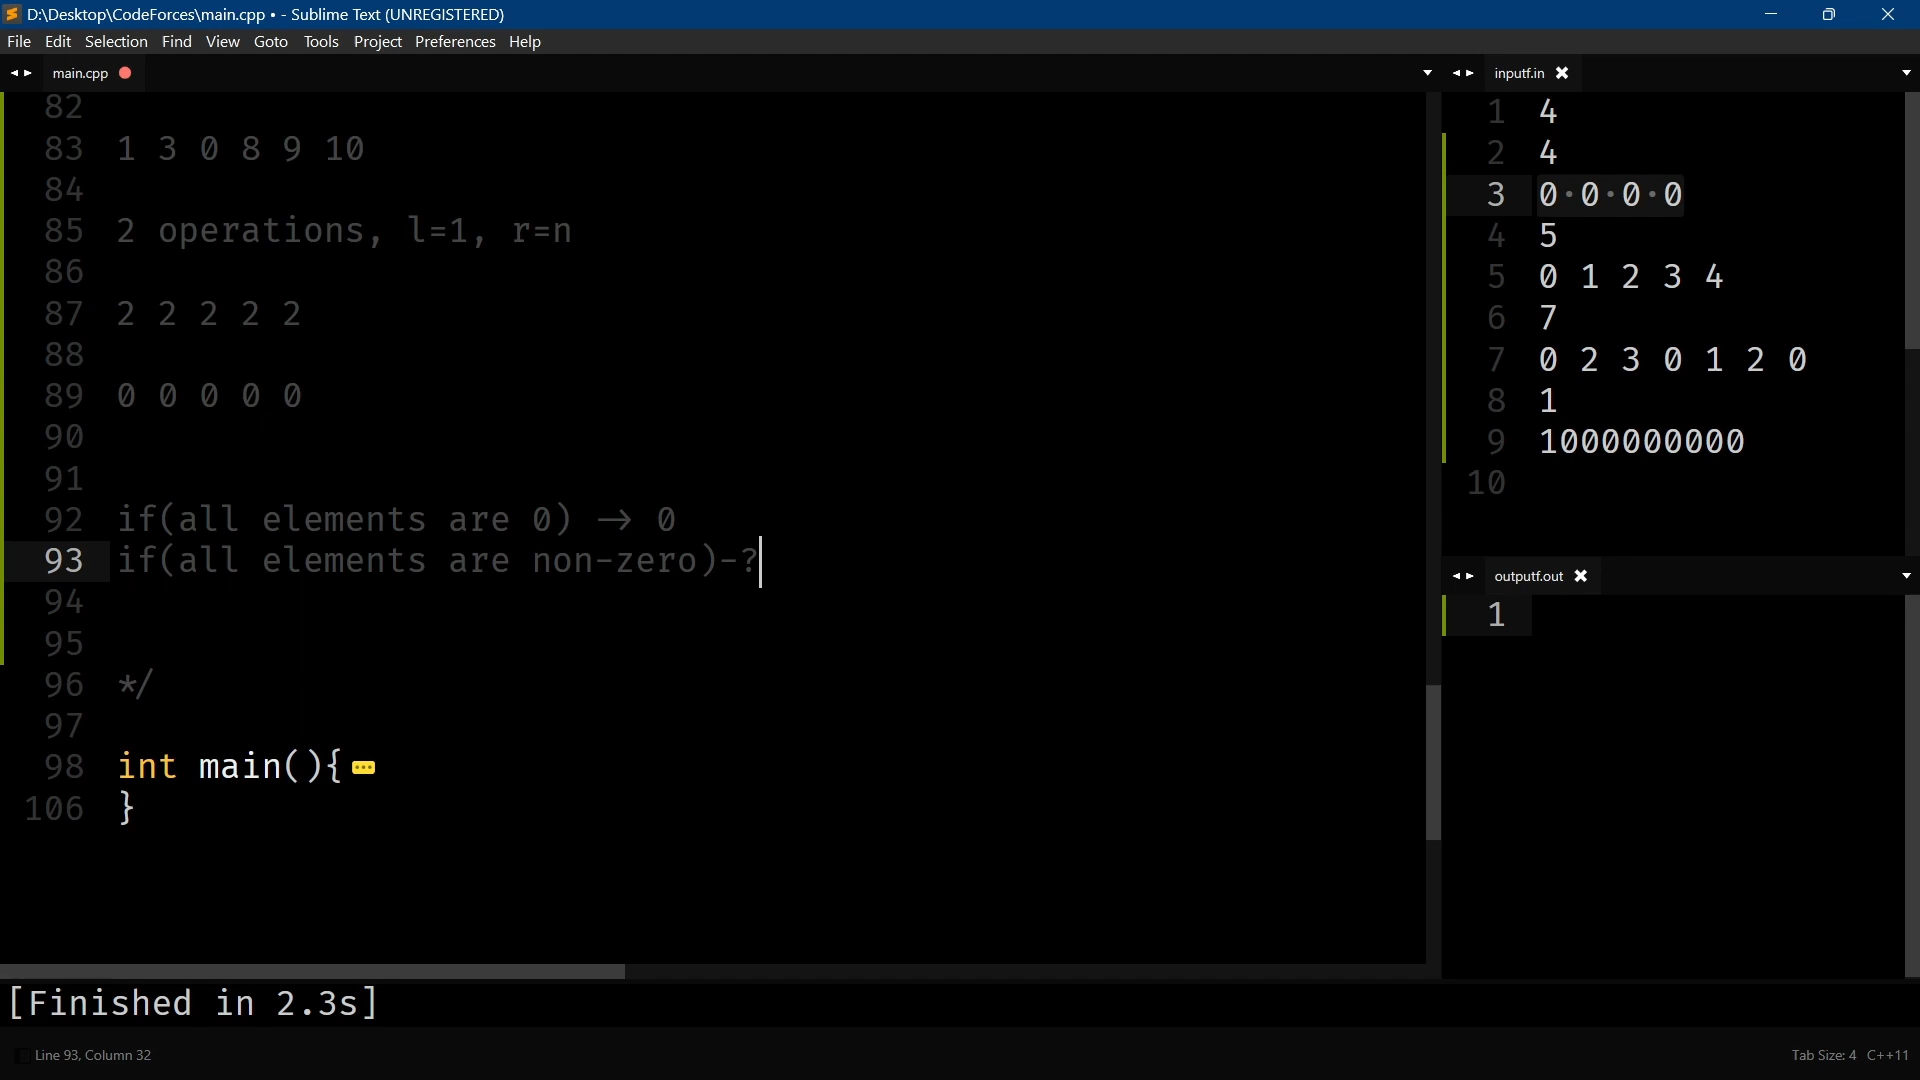 D:\Desktop\CodeForces\main.cpp • - Sublime Text (UNREGISTERED)
File Edit Selection Find View Goto Tools Project Preferences Help
main.cpp
82
83 1 3 0 8 9 10
84
85 2 operations, l=1, r=n
86
87 2 2 2 2 2
88
89 0 0 0 0 0
90
91
92 if(all elements are 0) → 0
93 if(all elements are non-zero)-?
94
95
96 */
97
98 int main(){
106 }
inputf.in
1 4
2 4
3 0·0·0·0
4 5
5 0 1 2 3 4
6 7
7 0 2 3 0 1 2 0
8 1
9 1000000000
10
outputf.out
1
[Finished in 2.3s]
Line 93, Column 32
Tab Size: 4 C++11